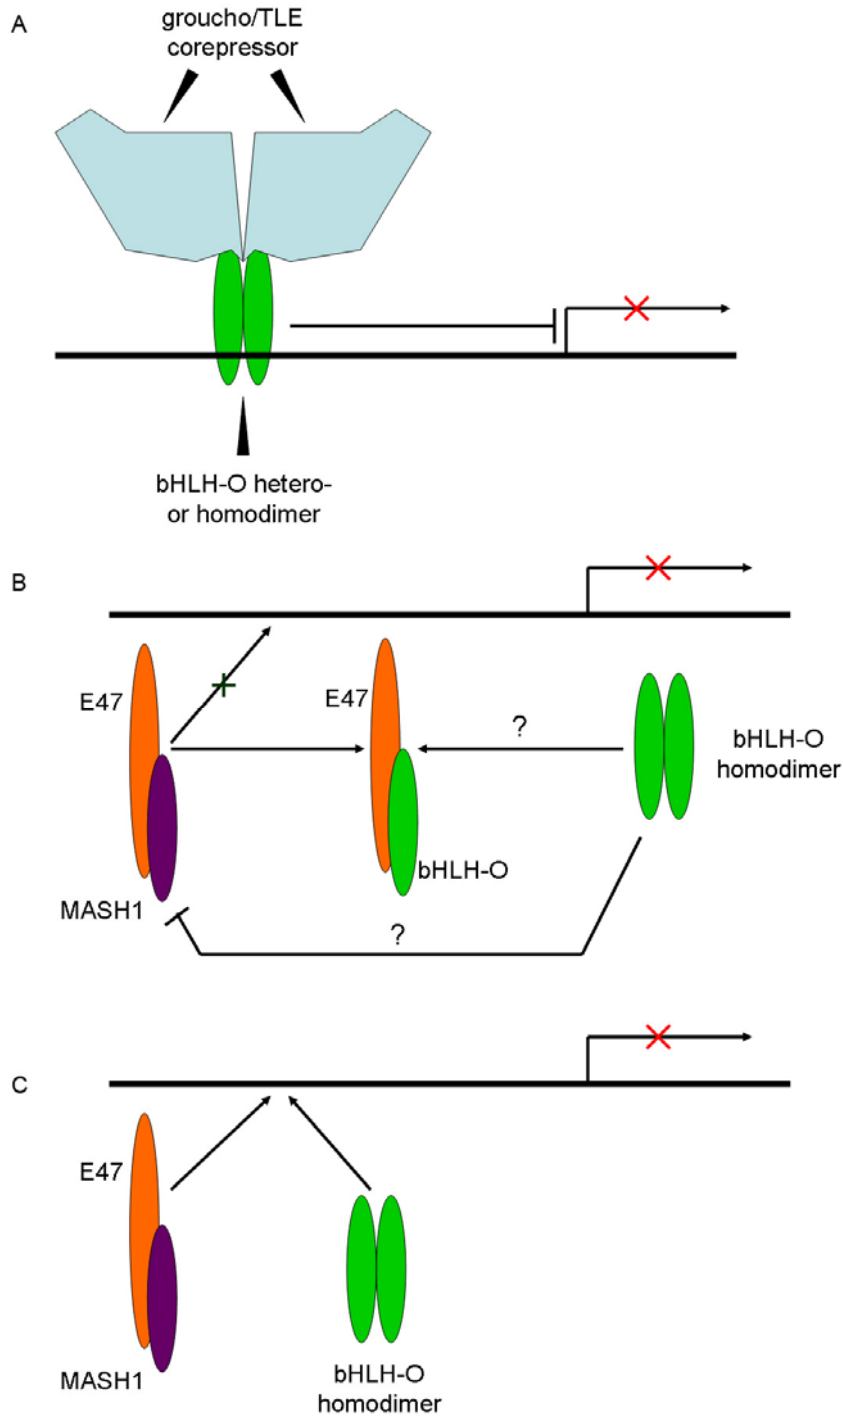 A
groucho/TLE
corepressor
bHLH-O hetero-
or homodimer
B
E47
E47
?
bHLH-O
homodimer
bHLH-O
MASH1
?
C
E47
MASH1
bHLH-O
homodimer